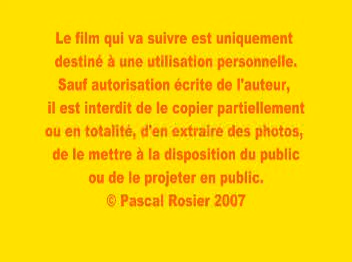 Le film qui va suivre est uniquement
destiné à une utilisation personnelle.
Sauf autorisation écrite de l'auteur,
il est interdit de le copier partiellement
ou en totalité, d'en extraire des photos,
de le mettre à la disposition du public
ou de le projeter en public.
© Pascal Rosier 2007